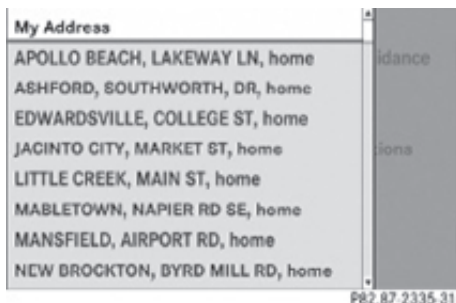 My Address
APOLLO BEACH, LAKEWAY LN, home
idance
ASHFORD, SOUTHWORTH, DR, home
EDWARDSVILLE, COLLEGE ST, home
JACINTO CITY, MARKET ST, home
iona
LITTLE CREEK, MAIN ST, home
MABLETOWN, NAPIER RD SE, home
MANSFIELD, AIRPORT RD, home
NEW BROCKTON, BYRD MILL RD, home
P82.87-2335-31